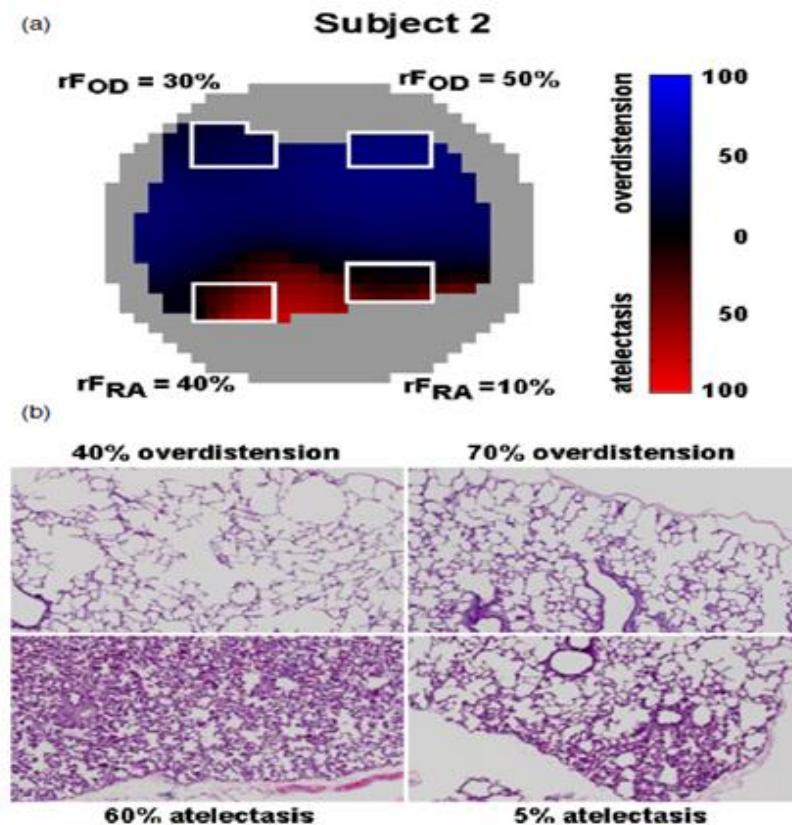 (a)
Subject 2
rFOD = 30%
rFOD = 50%
overdistension
atelectasis
100
50
0
50
100
rFRA = 40%
rFRA =10%
(b)
40% overdistension
70% overdistension
60% atelectasis
5% atelectasis